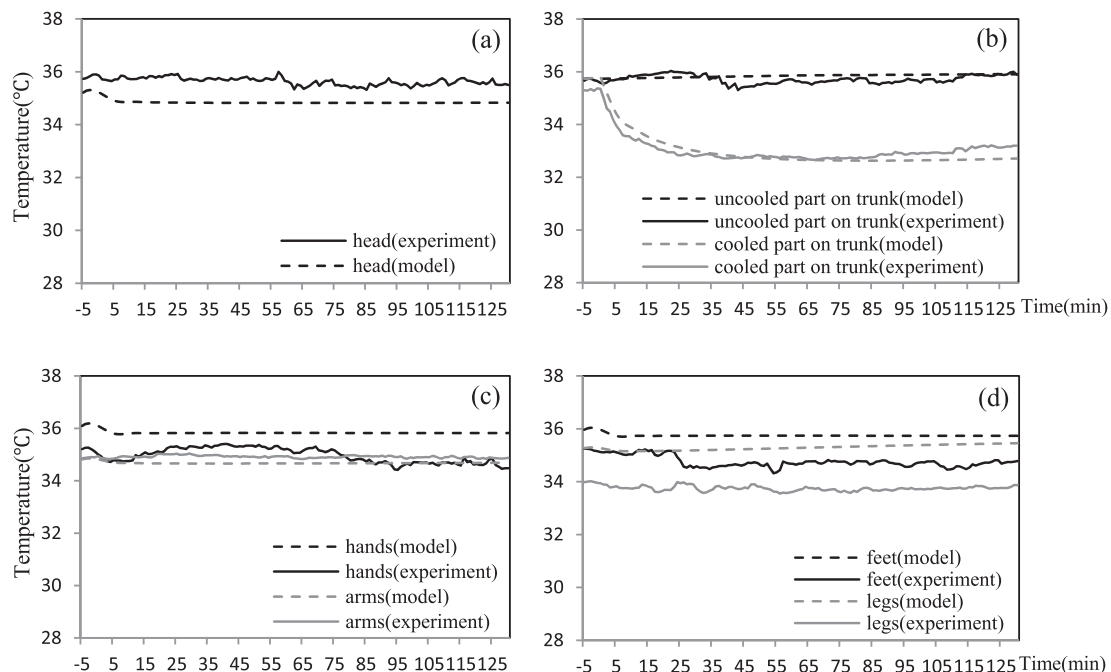 38
36
34
32
30
28
Temperature(°C)
(a)
head(experiment)
head(model)
-5 5 15 25 35 45 55 65 75 85 95 105115125
38
36
34
32
30
28
(b)
uncooled part on trunk(model)
uncooled part on trunk(experiment)
cooled part on trunk(model)
cooled part on trunk(experiment)
-5 5 15 25 35 45 55 65 75 85 95 105115125 Time(min)
38
36
34
32
30
28
Temperature(°C)
(c)
hands(model)
hands(experiment)
arms(model)
arms(experiment)
-5 5 15 25 35 45 55 65 75 85 95 105115125
38
36
34
32
30
28
(d)
feet(model)
feet(experiment)
legs(model)
legs(experiment)
-5 5 15 25 35 45 55 65 75 85 95 105115125